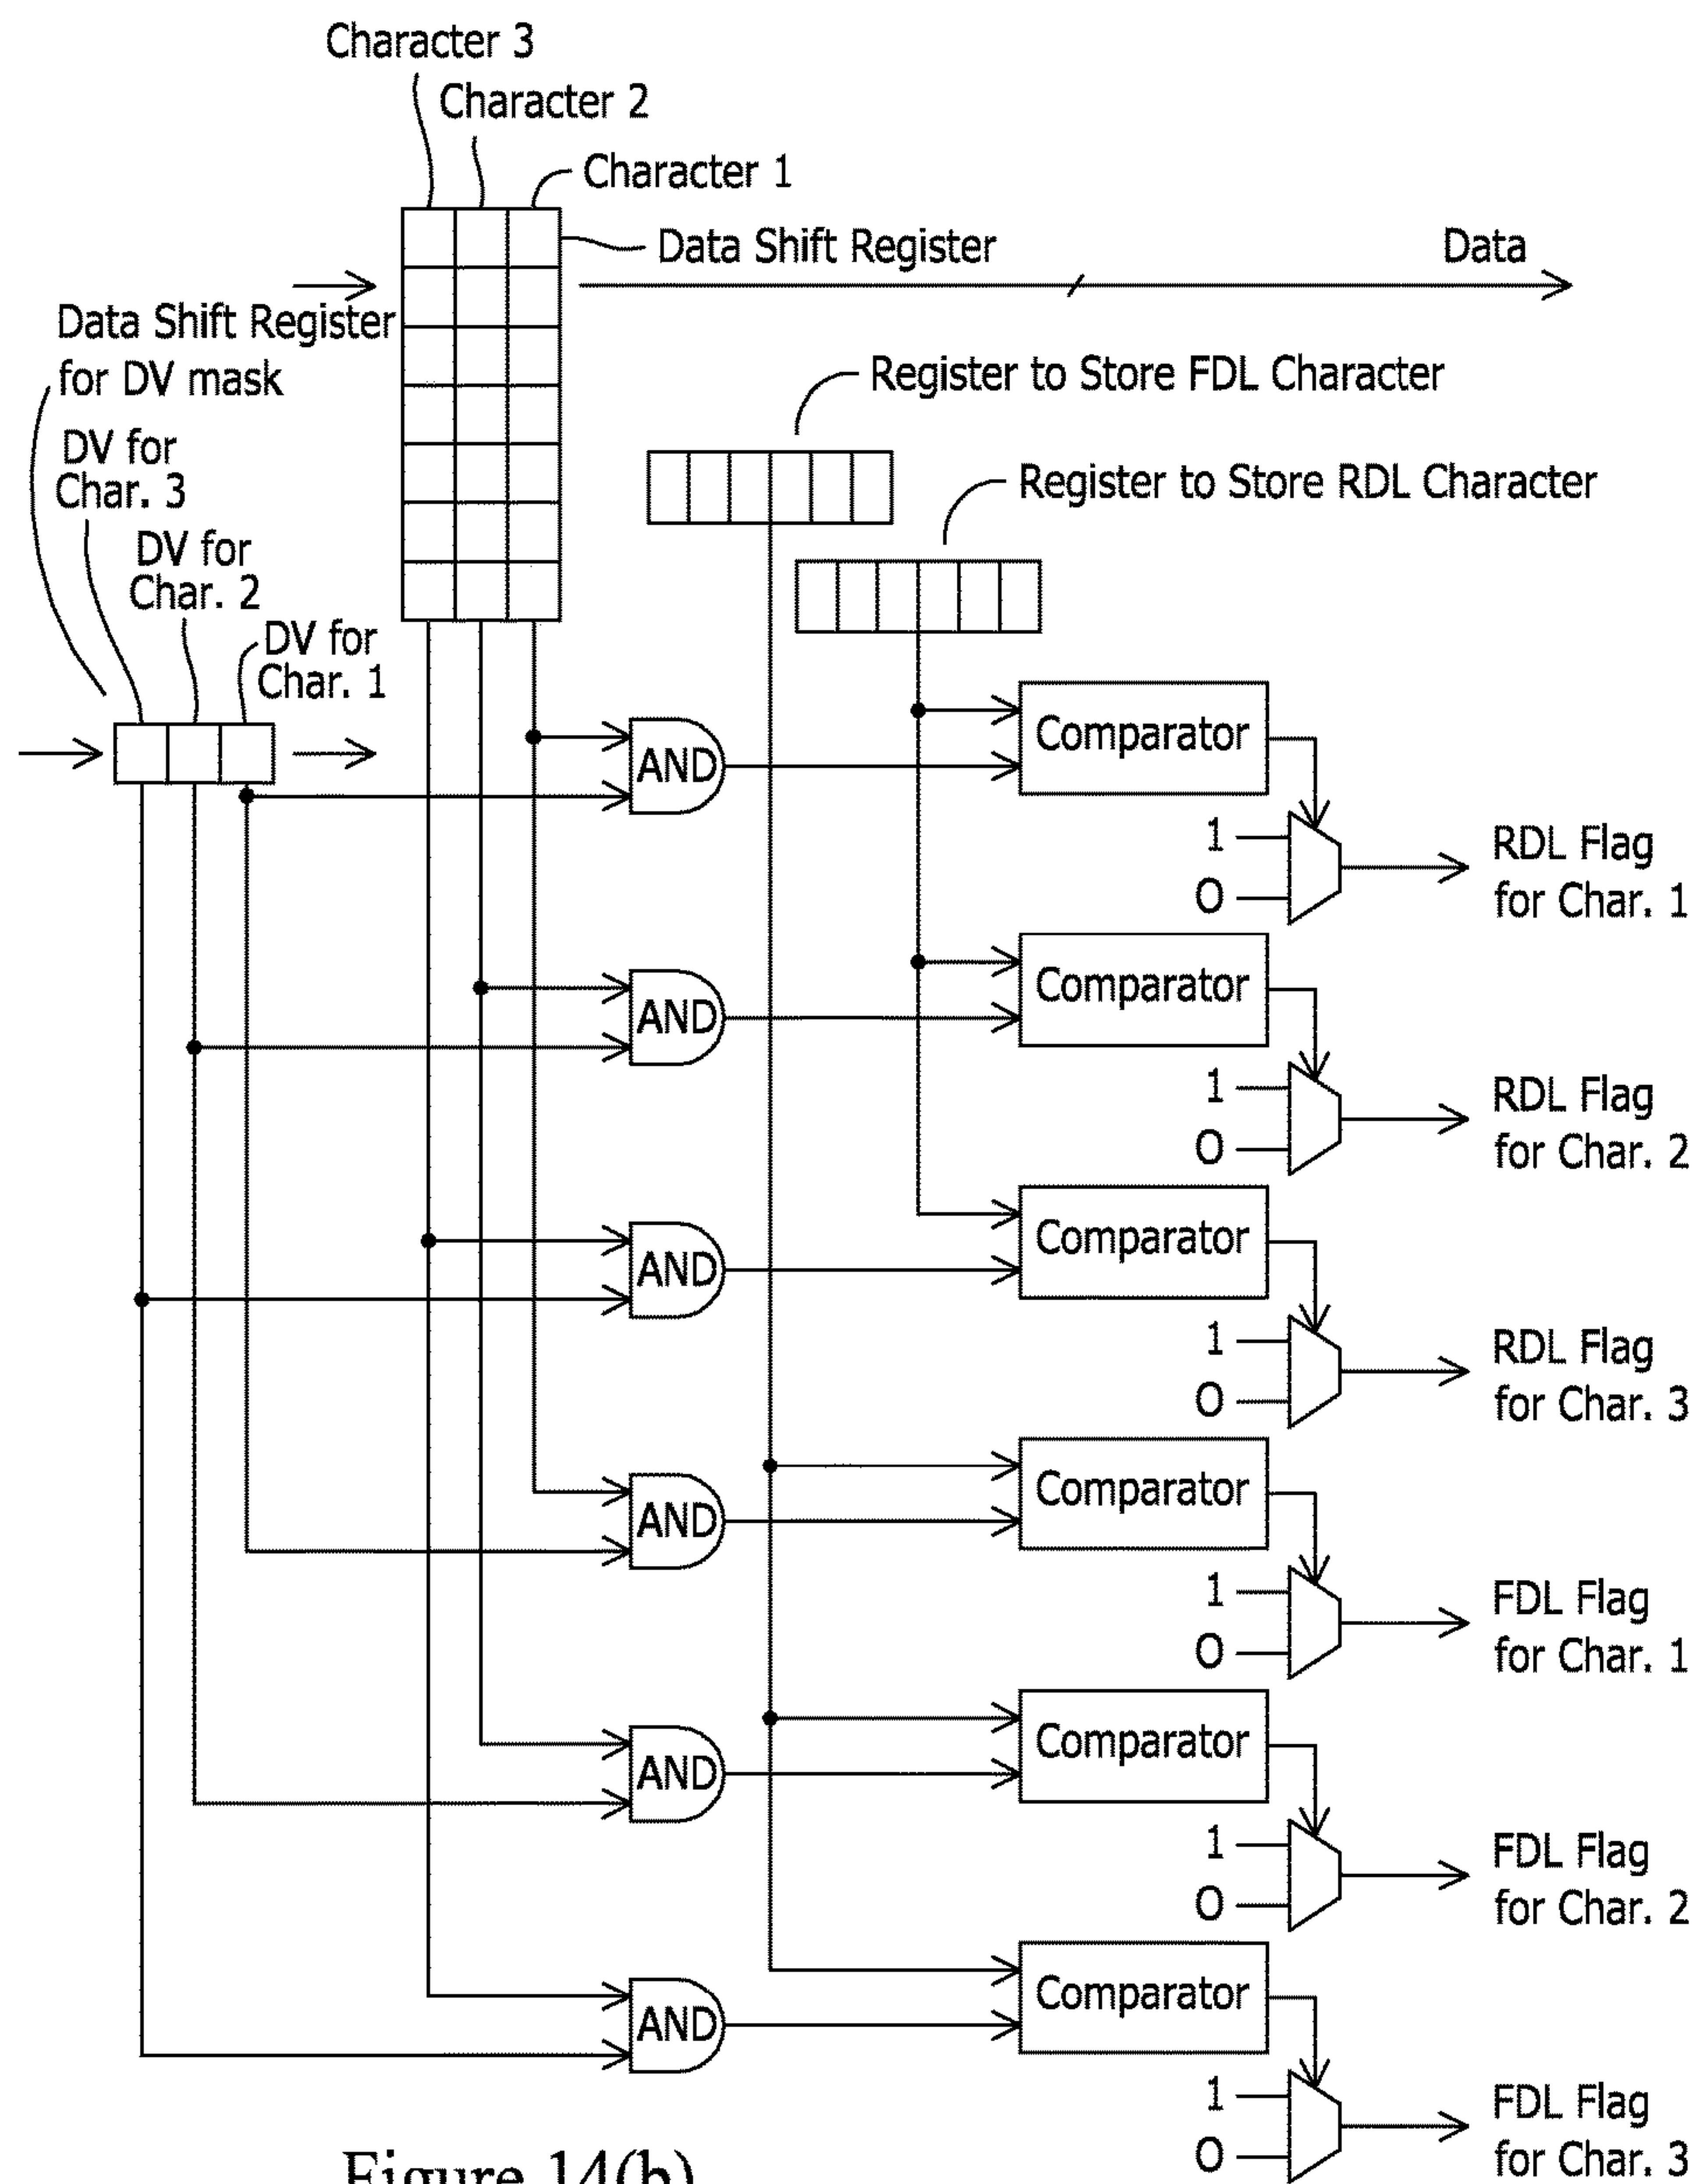 Character 3
Character 2
Character 1
Data Shift Register
Data
Data Shift Register
for DV mask
Register to Store FDL Character
DV for
Char. 3
Register to Store RDL Character
DV for
Char. 2
DV for
Char. 1
Comparator
AND
1
0
RDL Flag
for Char. 1
Comparator
AND
1
0
RDL Flag
for Char. 2
Comparator
AND
1
0
RDL Flag
for Char. 3
Comparator
AND
1
0
FDL Flag
for Char. 1
Comparator
AND
1
0
FDL Flag
for Char. 2
Comparator
AND
1
0
FDL Flag
for Char. 3
Figure 14(b)